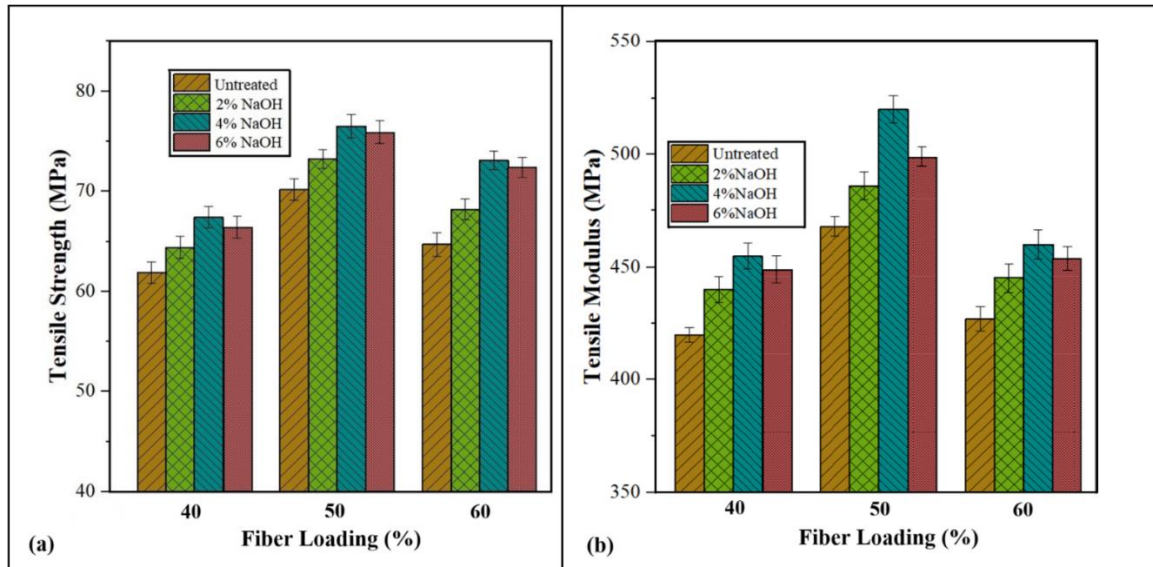 Tensile Strength (MPa)
80
70
60
50
40
Untreated
2% NaOH
4% NaOH
6% NaOH
40
50
60
Fiber Loading (%)
(a)
Tensile Modulus (MPa)
550
500
450
400
350
Untreated
2%NaOH
4%NaOH
6%NaOH
40
50
60
Fiber Loading (%)
(b)